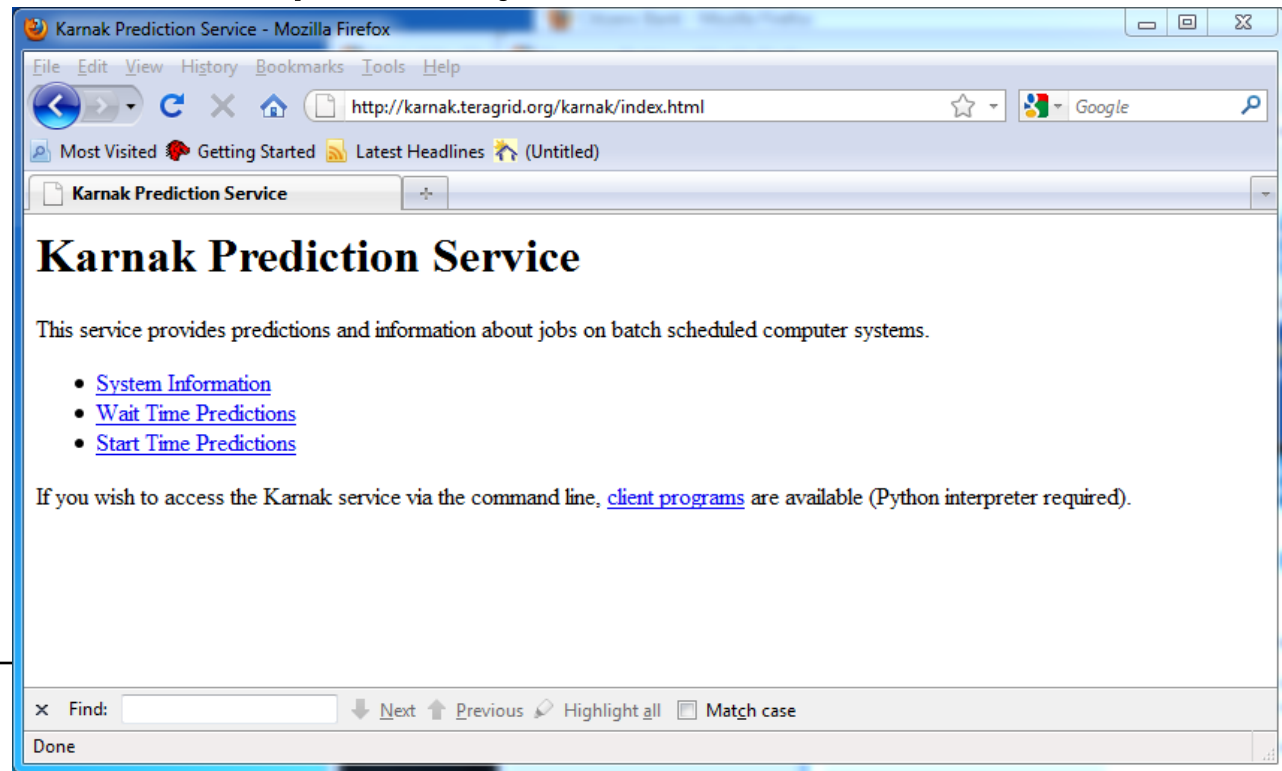 Karnak Prediction Service - Mozilla Firefox
File Edit View History Bookmarks Tools Help
http://karnak.teragrid.org/karnak/index.html Google
Most Visited Getting Started Latest Headlines (Untitled)
Karnak Prediction Service
Karnak Prediction Service
This service provides predictions and information about jobs on batch scheduled computer systems.
System Information
Wait Time Predictions
Start Time Predictions
If you wish to access the Karnak service via the command line, client programs are available (Python interpreter required).
× Find: Next Previous Highlight all Match case
Done